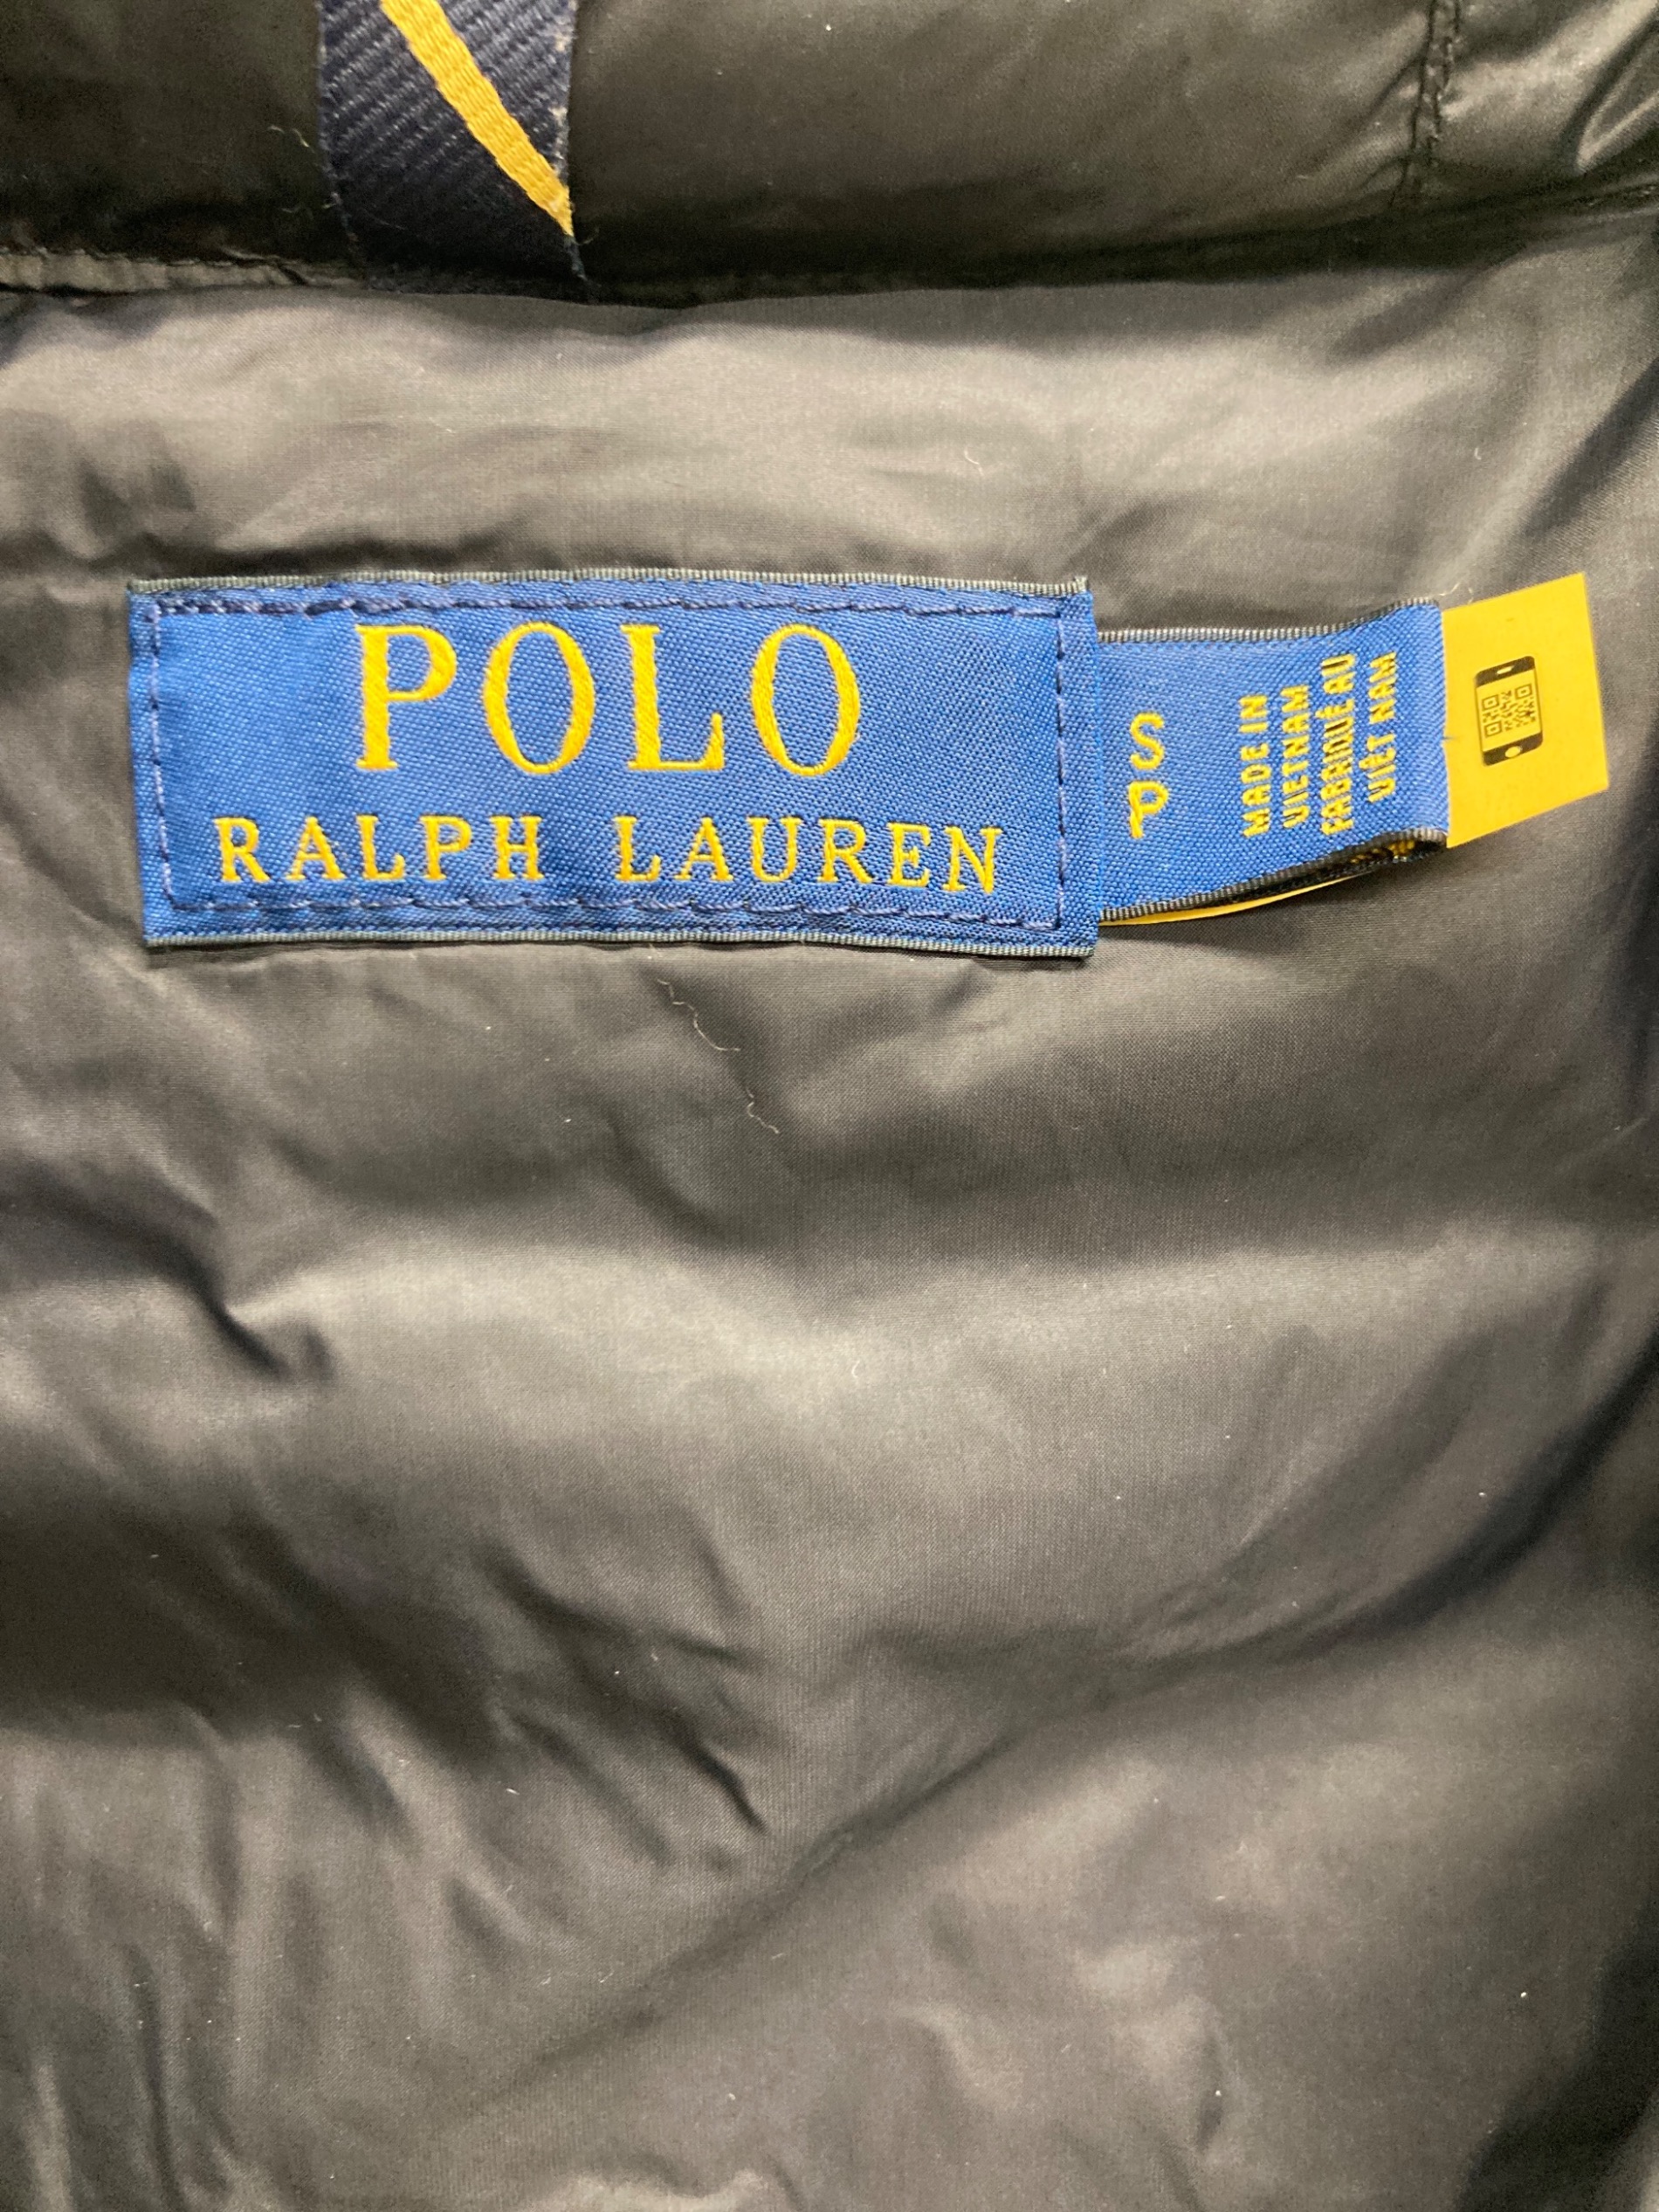 POLO
RALPH LAUREN
S
P
MADE IN
VIETNAM
FABRIQUÉ AU
VIÊT NAM